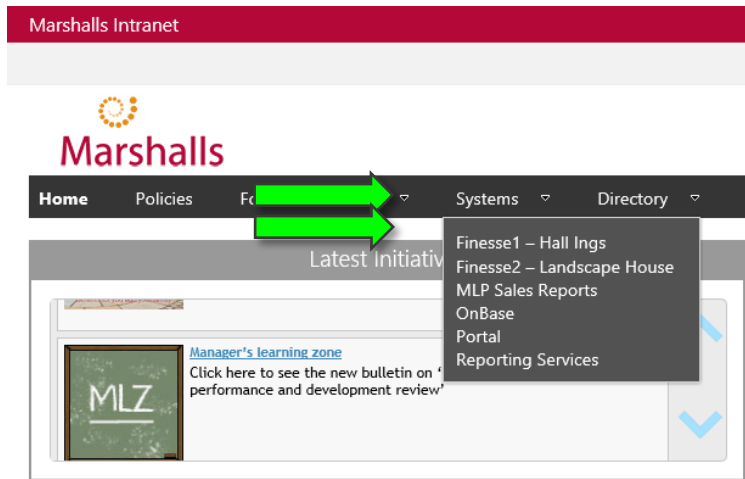 Marshalls Intranet
Marshalls
Home Policies Systems Directory
Finesse1 – Hall Ings
Finesse2 – Landscape House
MLP Sales Reports
OnBase
Portal
Reporting Services
Latest
Manager's learning zone
Click here to see the new bulletin on ‘
performance and development review’
MLZ